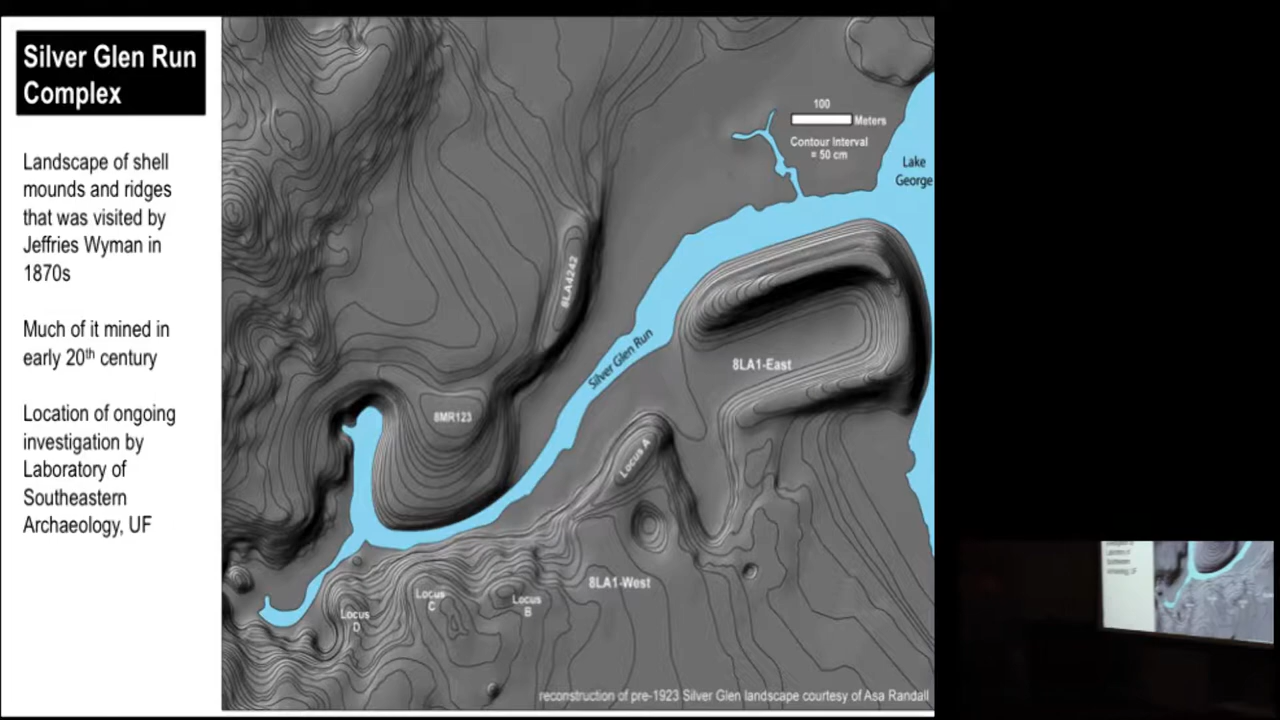 Silver Glen Run
Complex
Landscape of shell
mounds and ridges
that was visited by
Jeffries Wyman in
1870s
Much of it mined in
early 20th century
Location of ongoing
investigation by
Laboratory of
Southeastern
Archaeology, UF
100
Meters
Contour Interval
= 50 cm
Lake
George
8LA4242
Silver Glen Run
8LA1-East
8MR123
Locus A
8LA1-West
Locus
B
Locus
C
Locus
D
reconstruction of pre-1923 Silver Glen landscape courtesy of Asa Randall